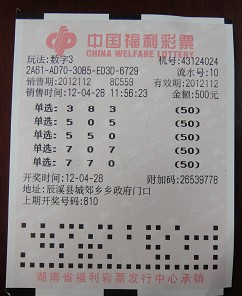 中国福利彩票
CHINA WELFARE LOTTERY
玩法:数字3 机号:43124024
2A61-AD70-30B5-ED3D-6729 流水号:10
销售期:2012112 8C559 有效期:2012112
销售时间:12-04-28 11:56:23 金额:500元
单选: 3 8 3 (50)
单选: 5 0 5 (50)
单选: 5 5 0 (50)
单选: 7 0 7 (50)
单选: 7 7 0 (50)
开奖时间:12-04-28 附加码:26539778
地址:辰溪县城郊乡乡政府门口
上期开奖号码:810
湖南省福利彩票发行中心承销